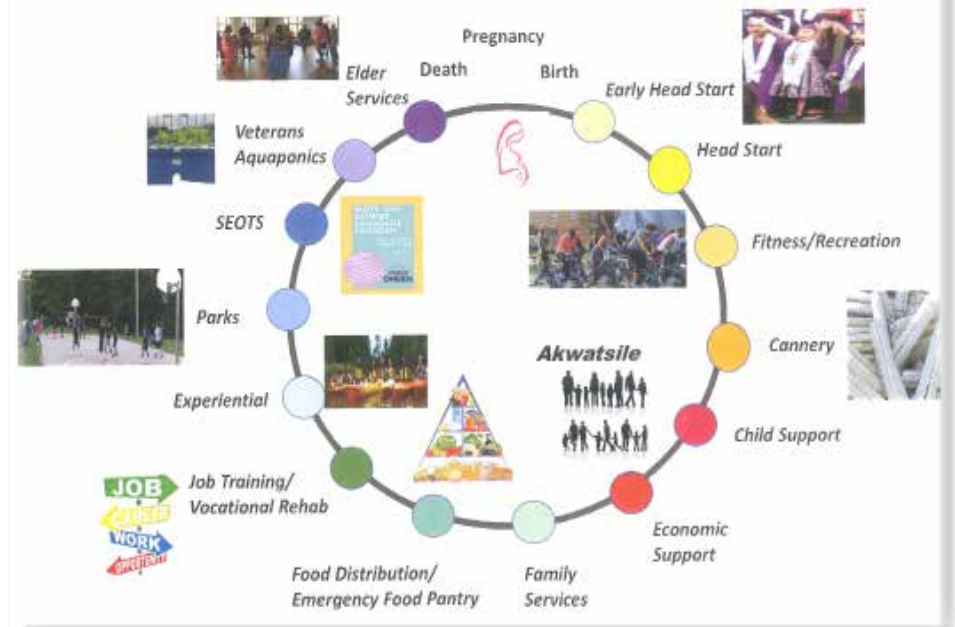 Pregnancy
Death
Birth
Elder
Services
Early Head Start
Veterans
Aquaponics
Head Start
SEOTS
Fitness/Recreation
Parks
Cannery
Akwatsile
Experiential
Child Support
JOB
CAREER
WORK
OPPORTUNITY
Job Training/
Vocational Rehab
Economic
Support
Food Distribution/
Emergency Food Pantry
Family
Services